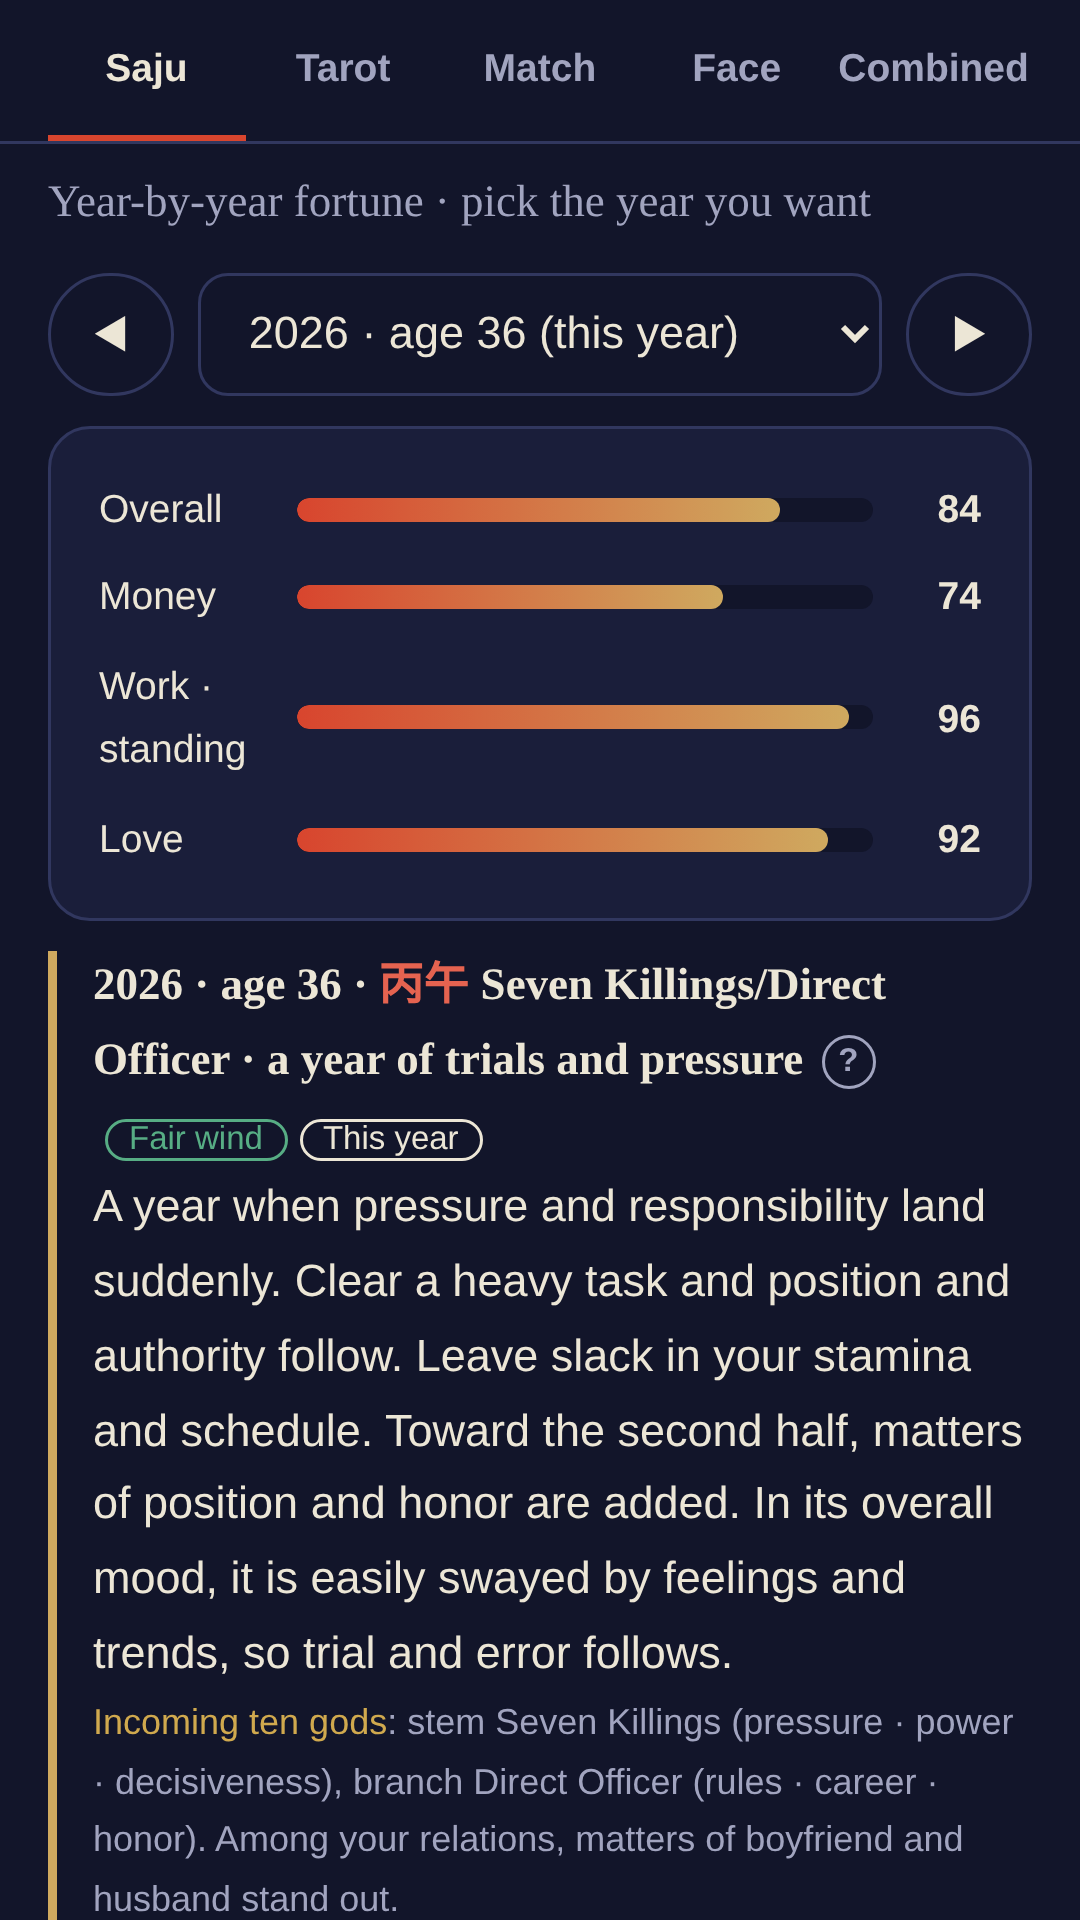 Saju Tarot Match Face Combined
Year-by-year fortune · pick the year you want
2026 · age 36 (this year)
Overall 84
Money 74
Work ·
standing 96
Love 92
2026 · age 36 · 丙午 Seven Killings/Direct
Officer · a year of trials and pressure ?
Fair wind This year
A year when pressure and responsibility land
suddenly. Clear a heavy task and position and
authority follow. Leave slack in your stamina
and schedule. Toward the second half, matters
of position and honor are added. In its overall
mood, it is easily swayed by feelings and
trends, so trial and error follows.
Incoming ten gods: stem Seven Killings (pressure · power
· decisiveness), branch Direct Officer (rules · career ·
honor). Among your relations, matters of boyfriend and
husband stand out.